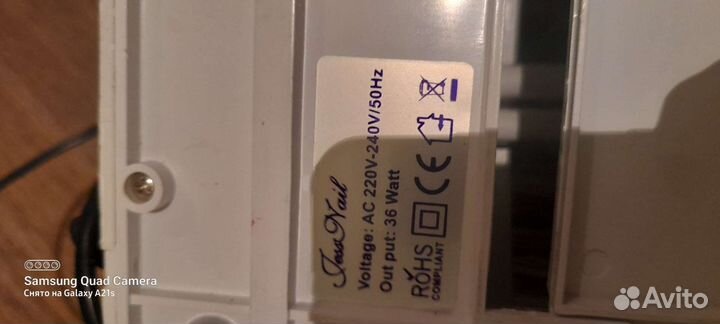 JessNail
Voltage: AC 220V-240V/50Hz
Out put: 36 Watt
RoHS
COMPLIANT
CE
Samsung Quad Camera
Снято на Galaxy A21s
Avito